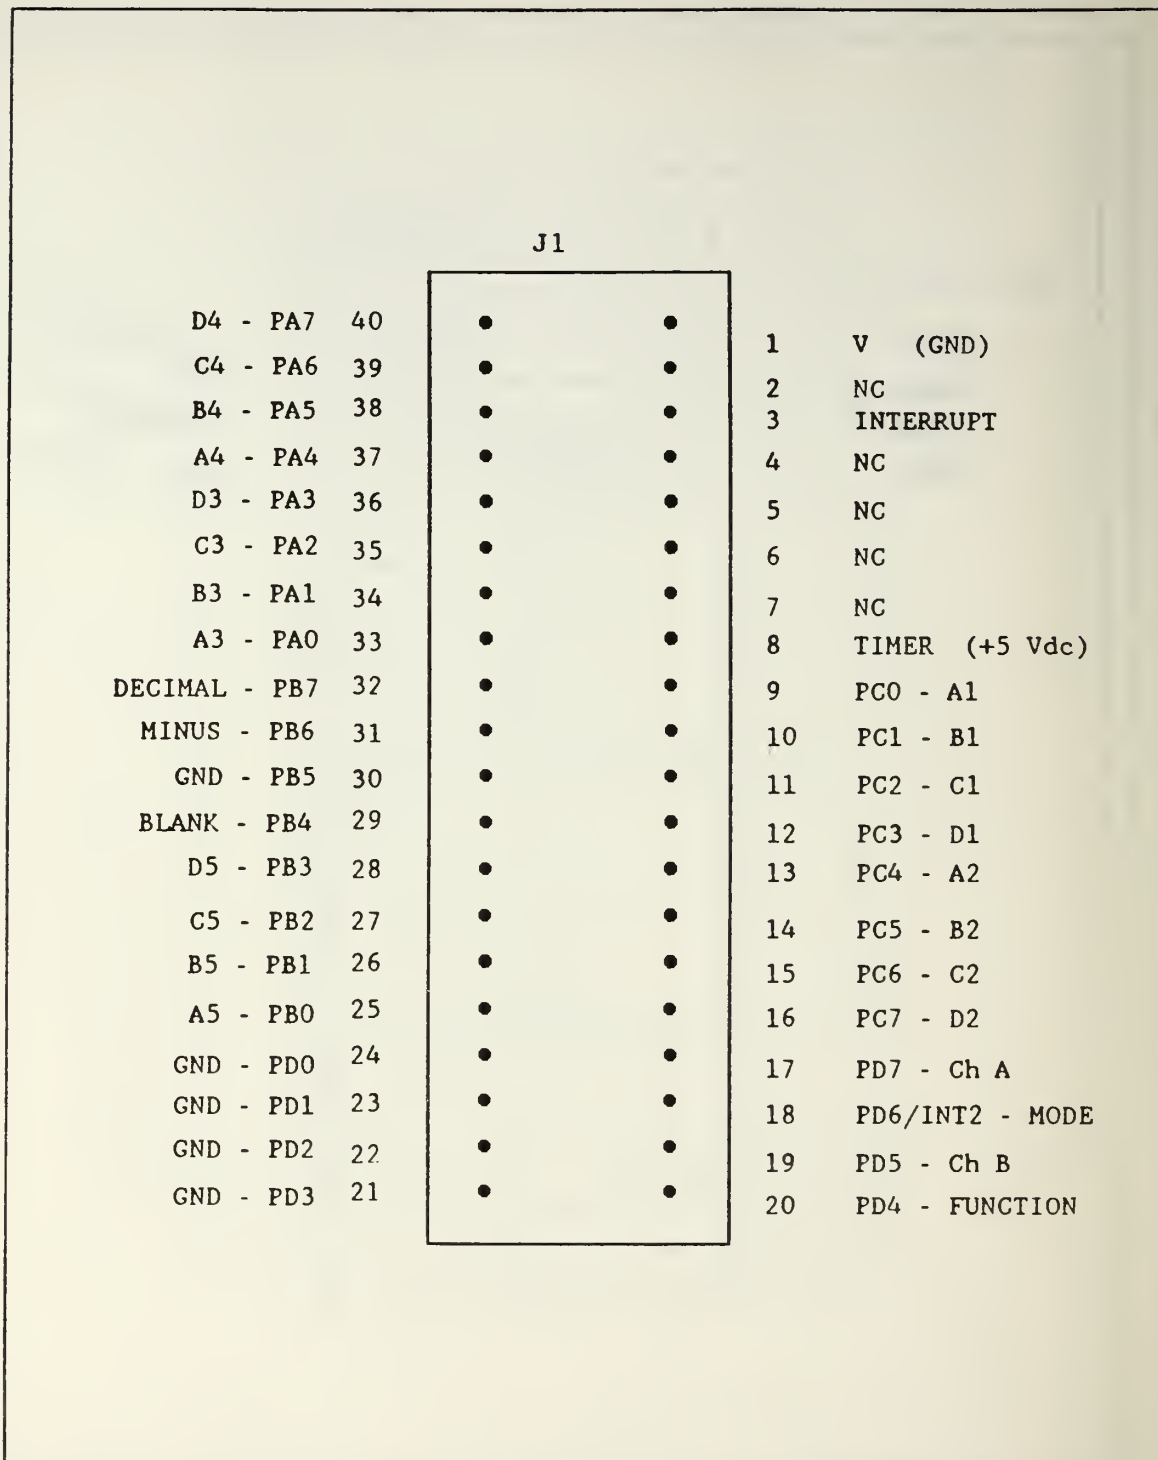 J1
D4 - PA7 40
C4 - PA6 39
B4 - PA5 38
A4 - PA4 37
D3 - PA3 36
C3 - PA2 35
B3 - PA1 34
A3 - PA0 33
DECIMAL - PB7 32
MINUS - PB6 31
GND - PB5 30
BLANK - PB4 29
D5 - PB3 28
C5 - PB2 27
B5 - PB1 26
A5 - PB0 25
GND - PD0 24
GND - PD1 23
GND - PD2 22
GND - PD3 21
1 V (GND)
2 NC
3 INTERRUPT
4 NC
5 NC
6 NC
7 NC
8 TIMER (+5 Vdc)
9 PC0 - A1
10 PC1 - B1
11 PC2 - C1
12 PC3 - D1
13 PC4 - A2
14 PC5 - B2
15 PC6 - C2
16 PC7 - D2
17 PD7 - Ch A
18 PD6/INT2 - MODE
19 PD5 - Ch B
20 PD4 - FUNCTION